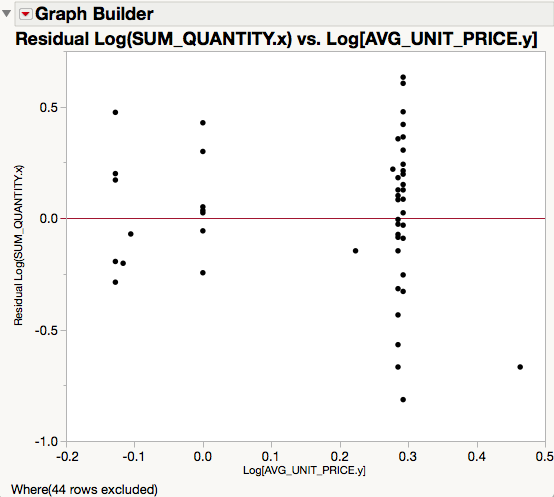 Graph Builder
Residual Log(SUM_QUANTITY.x) vs. Log[AVG_UNIT_PRICE.y]
Residual Log(SUM_QUANTITY.x)
0.5
0.0
-0.5
-1.0
-0.2 -0.1 0.0 0.1 0.2 0.3 0.4 0.5
Log[AVG_UNIT_PRICE.y]
Where(44 rows excluded)